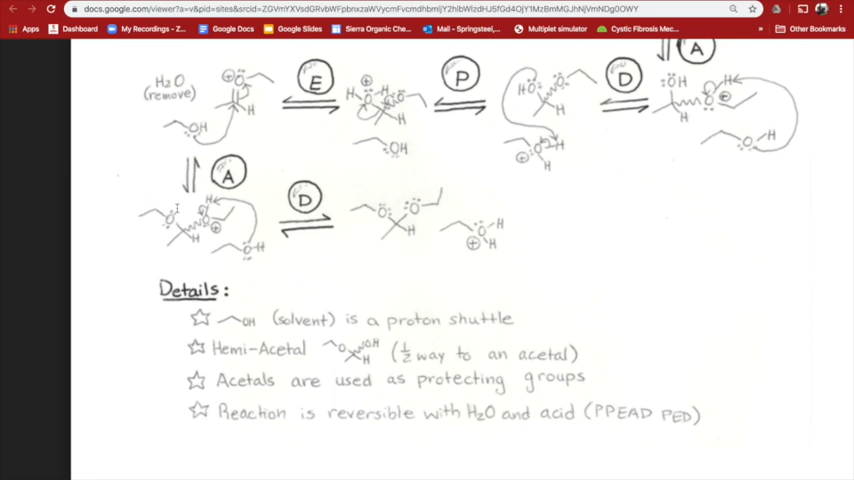 docs.google.com/viewer?a=v&pid=sites&srcid=ZGVmYXVsdGRvbWFpbnxzaWVycmFvcmdhbmljY2hlbWlzdHJ5fGd4OjY1MzBmMGJhNjVmNDg0OWY
Apps Dashboard My Recordings - Z... Google Docs Google Slides Sierra Organic Che... Mail - Springsteel,... Multiplet simulator Cystic Fibrosis Mec... » Other Bookmarks
A
H2O
(remove)
E
P
D
OH
A
D
Details:
OH (solvent) is a proton shuttle
Hemi-Acetal (1/2 way to an acetal)
Acetals are used as protecting groups
Reaction is reversible with H2O and acid (PPEAD PED)